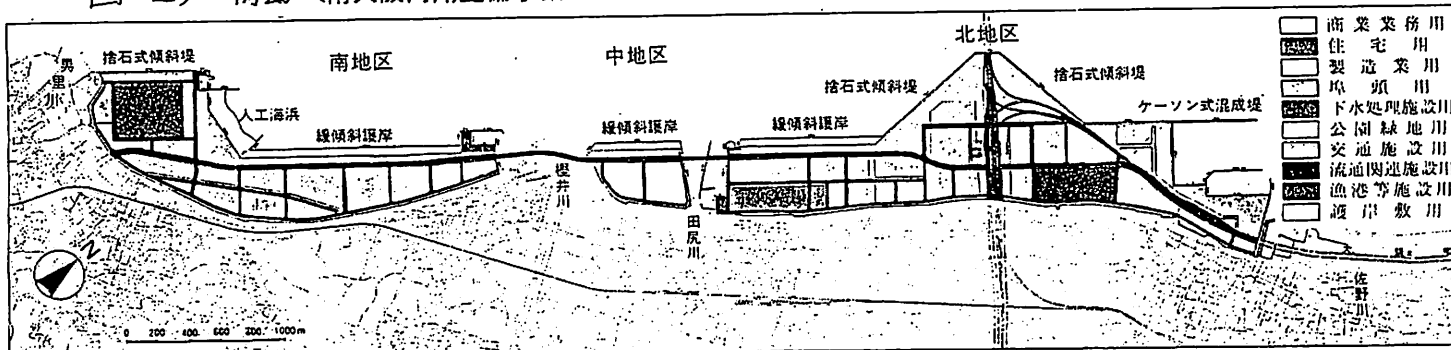 南地区
中地区
北地区
捨石式傾斜堤
男里川
人工海浜
緩傾斜護岸
樫井川
緩傾斜護岸
田尻川
緩傾斜護岸
捨石式傾斜堤
捨石式傾斜堤
ケーソン式混成堤
佐野川
商業業務用
住宅用
製造業用
埠頭用
下水処理施設用
公園緑地用
交通施設用
流通関連施設用
漁港等施設用
護岸敷用
N
0 200 400 600 800 1000m